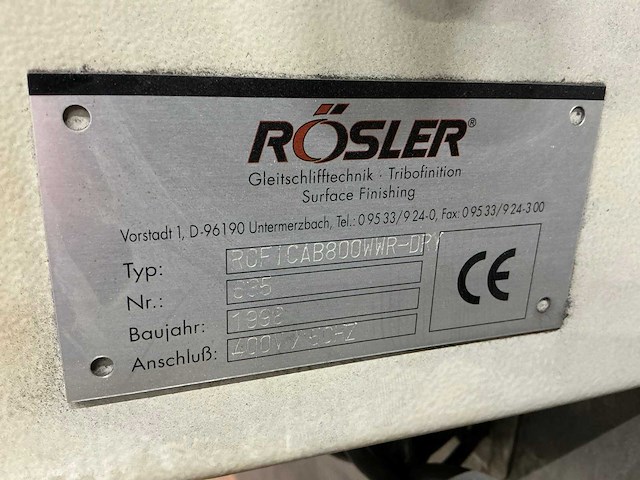 RÖSLER®
Gleitschlifftechnik · Tribofinition
Surface Finishing
Vorstadt 1, D-96190 Untermerzbach, Tel.: 0 95 33/9 24-0, Fax: 0 95 33/9 24-3 00
Typ:
Nr.:
Baujahr:
Anschluß:
CE